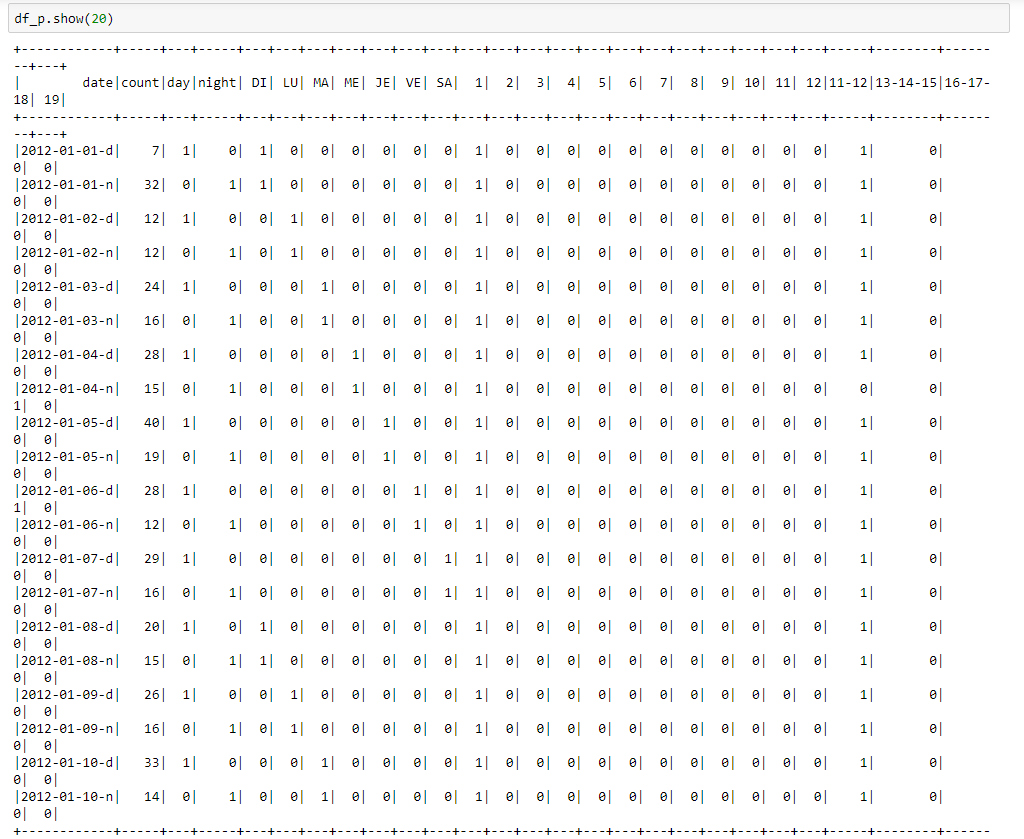 df_p.show(20)
+------------+-----+---+-----+---+---+---+---+---+---+---+---+---+---+---+---+---+---+---+---+---+---+---+-----+--------+------
--+---+
|        date|count|day|night| DI| LU| MA| ME| JE| VE| SA|  1|  2|  3|  4|  5|  6|  7|  8|  9| 10| 11| 12|11-12|13-14-15|16-17-
18| 19|
+------------+-----+---+-----+---+---+---+---+---+---+---+---+---+---+---+---+---+---+---+---+---+---+---+-----+--------+------
--+---+
|2012-01-01-d|    7|  1|    0|  1|  0|  0|  0|  0|  0|  0|  1|  0|  0|  0|  0|  0|  0|  0|  0|  0|  0|  0|    1|       0|
0|  0|
|2012-01-01-n|   32|  0|    1|  1|  0|  0|  0|  0|  0|  0|  1|  0|  0|  0|  0|  0|  0|  0|  0|  0|  0|  0|    1|       0|
0|  0|
|2012-01-02-d|   12|  1|    0|  0|  1|  0|  0|  0|  0|  0|  1|  0|  0|  0|  0|  0|  0|  0|  0|  0|  0|  0|    1|       0|
0|  0|
|2012-01-02-n|   12|  0|    1|  0|  1|  0|  0|  0|  0|  0|  1|  0|  0|  0|  0|  0|  0|  0|  0|  0|  0|  0|    1|       0|
0|  0|
|2012-01-03-d|   24|  1|    0|  0|  0|  1|  0|  0|  0|  0|  1|  0|  0|  0|  0|  0|  0|  0|  0|  0|  0|  0|    1|       0|
0|  0|
|2012-01-03-n|   16|  0|    1|  0|  0|  1|  0|  0|  0|  0|  1|  0|  0|  0|  0|  0|  0|  0|  0|  0|  0|  0|    1|       0|
0|  0|
|2012-01-04-d|   28|  1|    0|  0|  0|  0|  1|  0|  0|  0|  1|  0|  0|  0|  0|  0|  0|  0|  0|  0|  0|  0|    1|       0|
0|  0|
|2012-01-04-n|   15|  0|    1|  0|  0|  0|  1|  0|  0|  0|  1|  0|  0|  0|  0|  0|  0|  0|  0|  0|  0|  0|    0|       0|
1|  0|
|2012-01-05-d|   40|  1|    0|  0|  0|  0|  0|  1|  0|  0|  1|  0|  0|  0|  0|  0|  0|  0|  0|  0|  0|  0|    1|       0|
0|  0|
|2012-01-05-n|   19|  0|    1|  0|  0|  0|  0|  1|  0|  0|  1|  0|  0|  0|  0|  0|  0|  0|  0|  0|  0|  0|    1|       0|
0|  0|
|2012-01-06-d|   28|  1|    0|  0|  0|  0|  0|  0|  1|  0|  1|  0|  0|  0|  0|  0|  0|  0|  0|  0|  0|  0|    1|       0|
1|  0|
|2012-01-06-n|   12|  0|    1|  0|  0|  0|  0|  0|  1|  0|  1|  0|  0|  0|  0|  0|  0|  0|  0|  0|  0|  0|    1|       0|
0|  0|
|2012-01-07-d|   29|  1|    0|  0|  0|  0|  0|  0|  0|  1|  1|  0|  0|  0|  0|  0|  0|  0|  0|  0|  0|  0|    1|       0|
0|  0|
|2012-01-07-n|   16|  0|    1|  0|  0|  0|  0|  0|  0|  1|  1|  0|  0|  0|  0|  0|  0|  0|  0|  0|  0|  0|    1|       0|
0|  0|
|2012-01-08-d|   20|  1|    0|  1|  0|  0|  0|  0|  0|  0|  1|  0|  0|  0|  0|  0|  0|  0|  0|  0|  0|  0|    1|       0|
0|  0|
|2012-01-08-n|   15|  0|    1|  1|  0|  0|  0|  0|  0|  0|  1|  0|  0|  0|  0|  0|  0|  0|  0|  0|  0|  0|    1|       0|
0|  0|
|2012-01-09-d|   26|  1|    0|  0|  1|  0|  0|  0|  0|  0|  1|  0|  0|  0|  0|  0|  0|  0|  0|  0|  0|  0|    1|       0|
0|  0|
|2012-01-09-n|   16|  0|    1|  0|  1|  0|  0|  0|  0|  0|  1|  0|  0|  0|  0|  0|  0|  0|  0|  0|  0|  0|    1|       0|
0|  0|
|2012-01-10-d|   33|  1|    0|  0|  0|  1|  0|  0|  0|  0|  1|  0|  0|  0|  0|  0|  0|  0|  0|  0|  0|  0|    1|       0|
0|  0|
|2012-01-10-n|   14|  0|    1|  0|  0|  1|  0|  0|  0|  0|  1|  0|  0|  0|  0|  0|  0|  0|  0|  0|  0|  0|    1|       0|
0|  0|
+------------+-----+---+-----+---+---+---+---+---+---+---+---+---+---+---+---+---+---+---+---+---+---+---+-----+--------+------